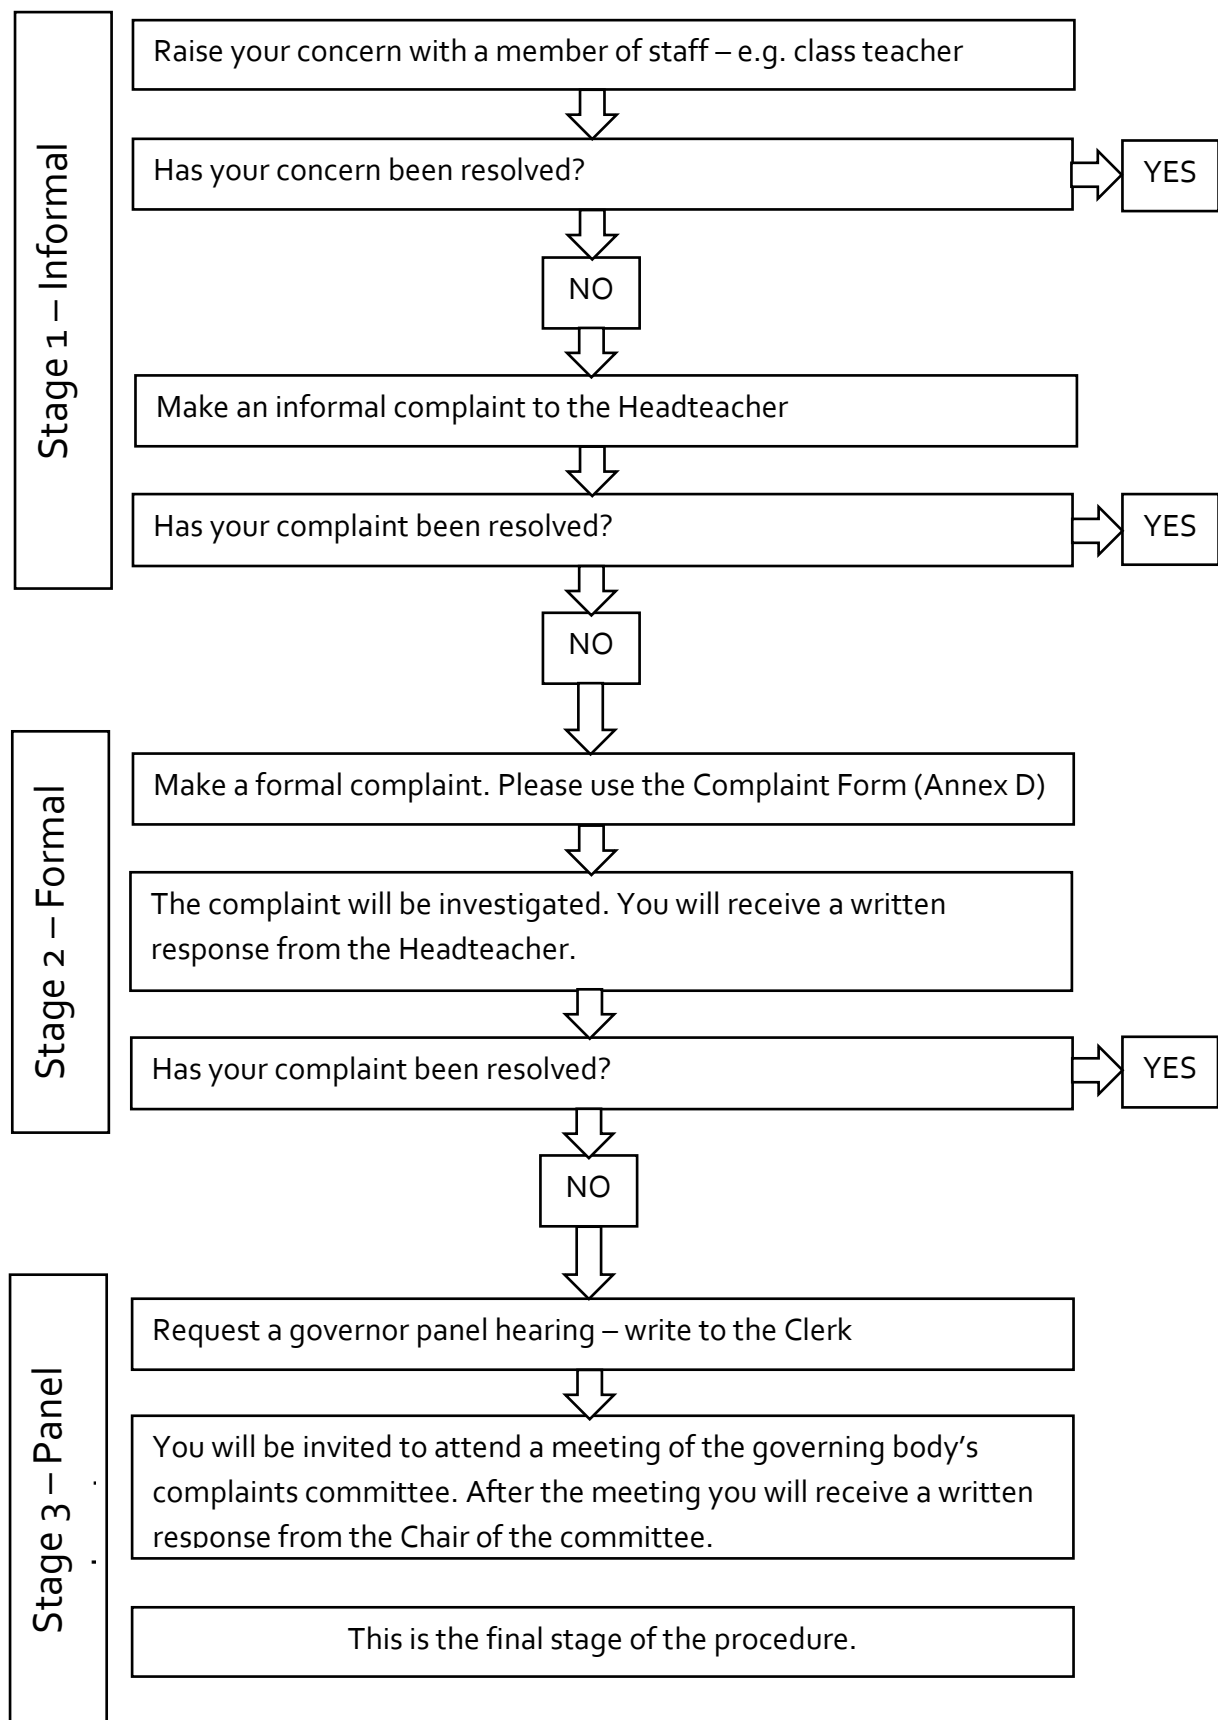 Stage 1 – Informal
Raise your concern with a member of staff – e.g. class teacher
Has your concern been resolved?
YES
NO
Make an informal complaint to the Headteacher
Has your complaint been resolved?
YES
NO
Stage 2 – Formal
Make a formal complaint. Please use the Complaint Form (Annex D)
The complaint will be investigated. You will receive a written
response from the Headteacher.
Has your complaint been resolved?
YES
NO
Stage 3 – Panel
Request a governor panel hearing – write to the Clerk
You will be invited to attend a meeting of the governing body's
complaints committee. After the meeting you will receive a written
response from the Chair of the committee.
This is the final stage of the procedure.